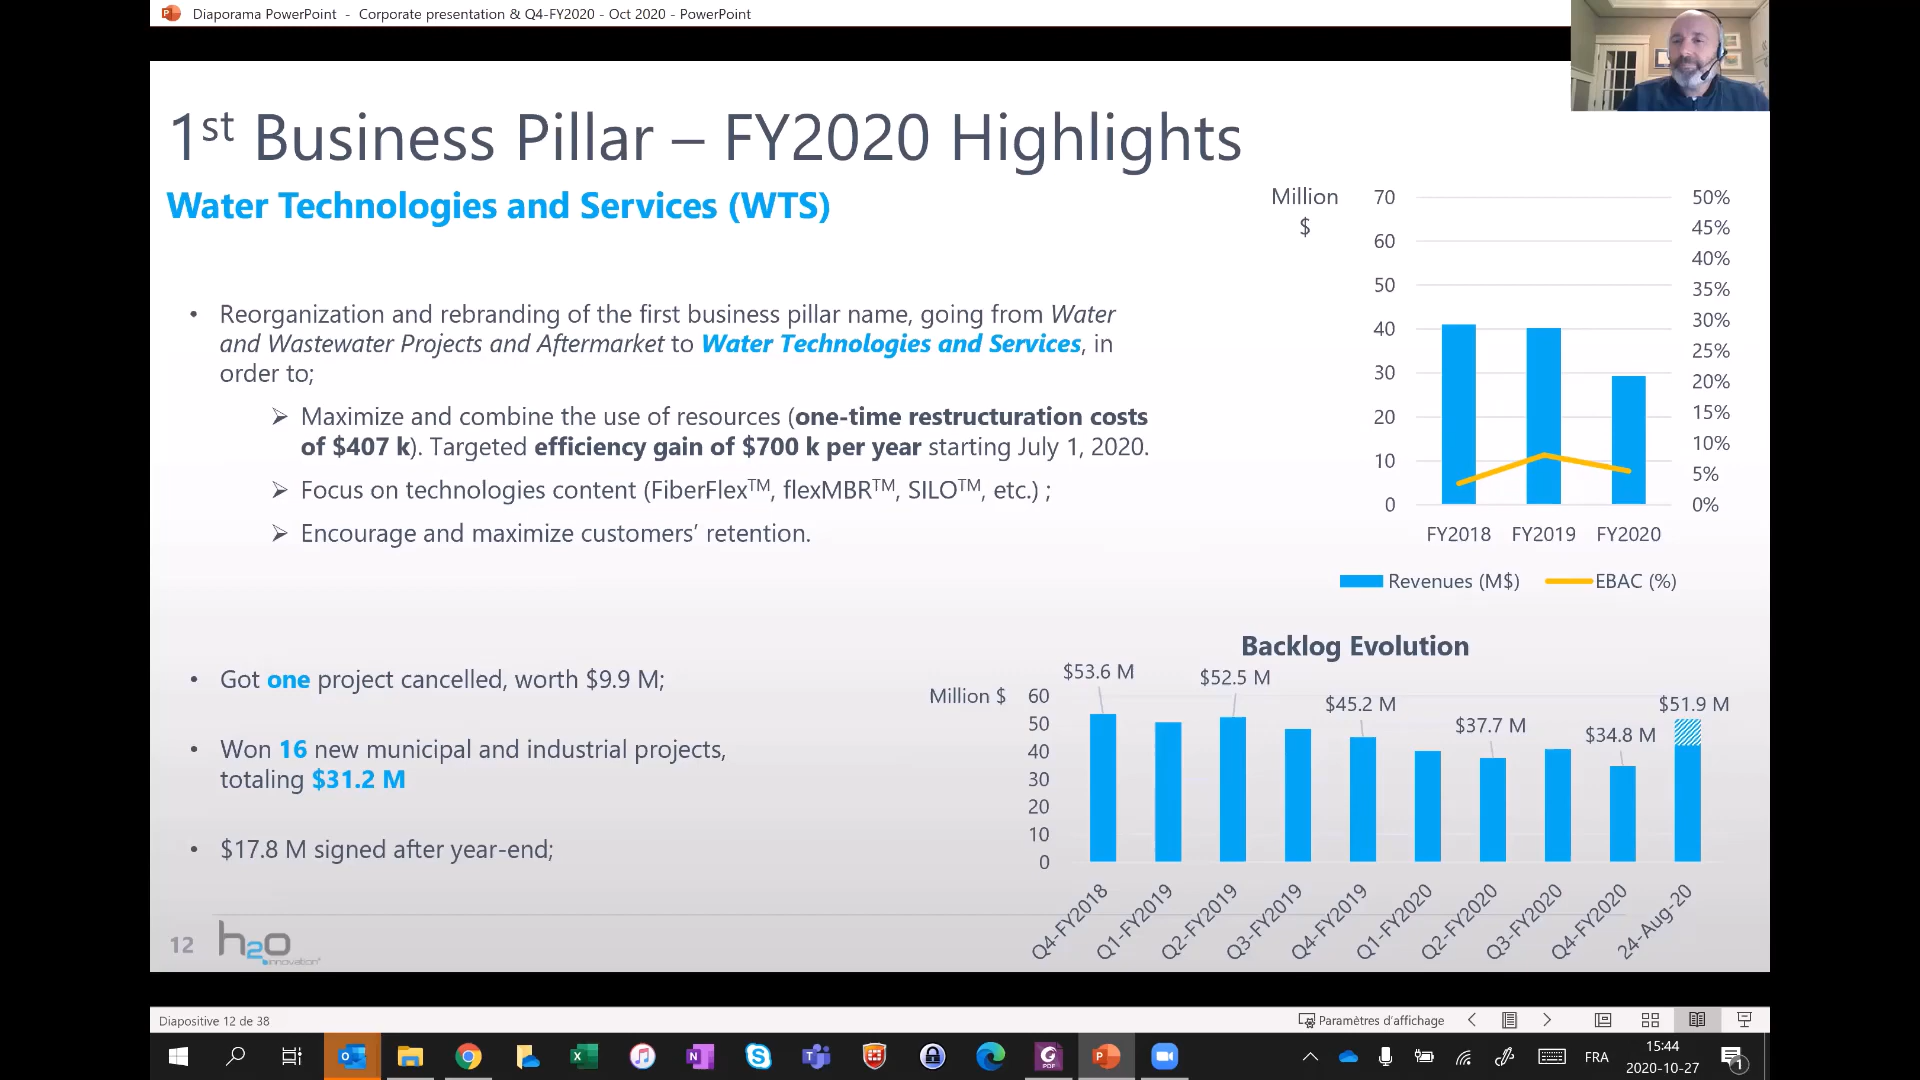 Diaporama PowerPoint - Corporate presentation & Q4-FY2020 - Oct 2020 - PowerPoint
1st Business Pillar – FY2020 Highlights
Water Technologies and Services (WTS)
• Reorganization and rebranding of the first business pillar name, going from Water
and Wastewater Projects and Aftermarket to Water Technologies and Services, in
order to;
➢ Maximize and combine the use of resources (one-time restructuration costs
of $407 k). Targeted efficiency gain of $700 k per year starting July 1, 2020.
➢ Focus on technologies content (FiberFlex™, flexMBR™, SILO™, etc.) ;
➢ Encourage and maximize customers’ retention.
• Got one project cancelled, worth $9.9 M;
• Won 16 new municipal and industrial projects,
totaling $31.2 M
• $17.8 M signed after year-end;
Million
$
70
60
50
40
30
20
10
0
50%
45%
40%
35%
30%
25%
20%
15%
10%
5%
0%
FY2018 FY2019 FY2020
Revenues (M$) EBAC (%)
Backlog Evolution
Million $
60
50
40
30
20
10
0
$53.6 M
$52.5 M
$45.2 M
$37.7 M
$34.8 M
$51.9 M
Q4-FY2018
Q1-FY2019
Q2-FY2019
Q3-FY2019
Q4-FY2019
Q1-FY2020
Q2-FY2020
Q3-FY2020
Q4-FY2020
24-Aug-20
12
h2o
innovation
Diapositive 12 de 38
Paramètres d'affichage
FRA
15:44
2020-10-27
1